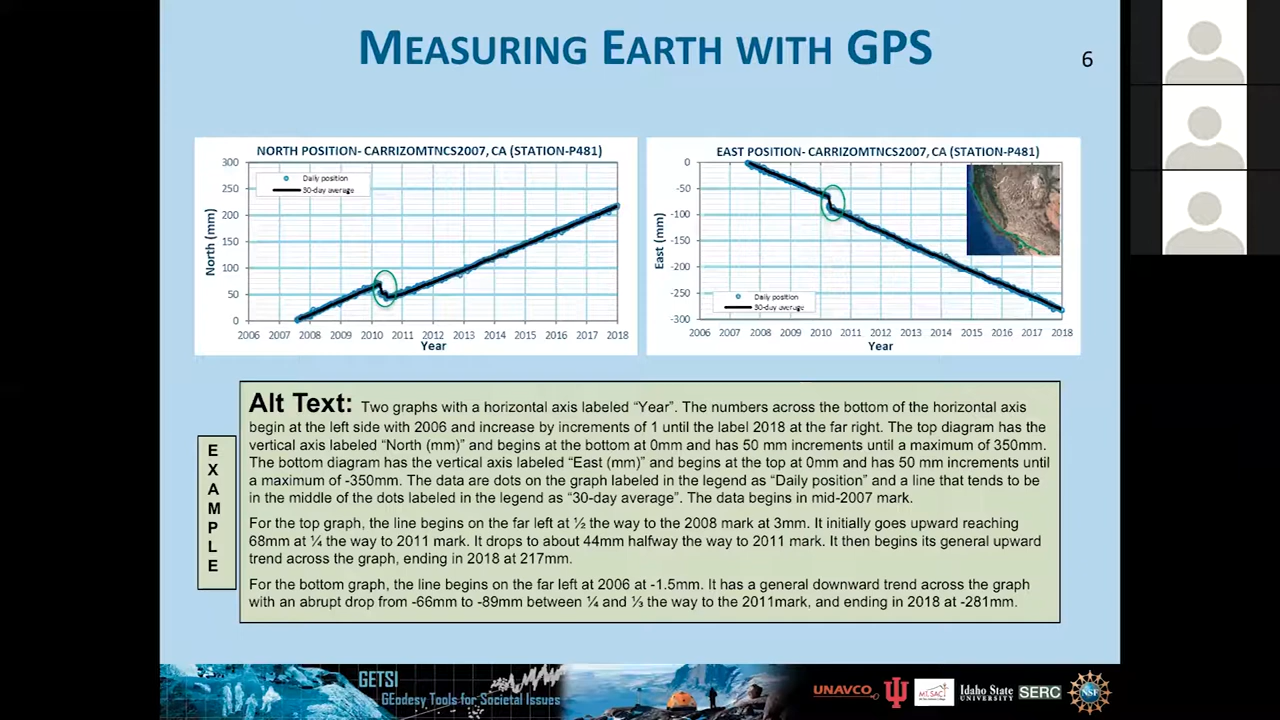 MEASURING EARTH WITH GPS
6
NORTH POSITION- CARRIZOMTNCS2007, CA (STATION-P481)
300
250
200
150
100
50
0
North (mm)
Daily position
30-day average
2006 2007 2008 2009 2010 2011 2012 2013 2014 2015 2016 2017 2018
Year
EAST POSITION- CARRIZOMTNCS2007, CA (STATION-P481)
0
-50
-100
-150
-200
-250
-300
East (mm)
Daily position
30-day average
2006 2007 2008 2009 2010 2011 2012 2013 2014 2015 2016 2017 2018
Year
EXAMPLE
Alt Text: Two graphs with a horizontal axis labeled “Year”. The numbers across the bottom of the horizontal axis
begin at the left side with 2006 and increase by increments of 1 until the label 2018 at the far right. The top diagram has the
vertical axis labeled “North (mm)” and begins at the bottom at 0mm and has 50 mm increments until a maximum of 350mm.
The bottom diagram has the vertical axis labeled “East (mm)” and begins at the top at 0mm and has 50 mm increments until
a maximum of -350mm. The data are dots on the graph labeled in the legend as “Daily position” and a line that tends to be
in the middle of the dots labeled in the legend as “30-day average”. The data begins in mid-2007 mark.
For the top graph, the line begins on the far left at ½ the way to the 2008 mark at 3mm. It initially goes upward reaching
68mm at ¼ the way to 2011 mark. It drops to about 44mm halfway the way to 2011 mark. It then begins its general upward
trend across the graph, ending in 2018 at 217mm.
For the bottom graph, the line begins on the far left at 2006 at -1.5mm. It has a general downward trend across the graph
with an abrupt drop from -66mm to -89mm between ¼ and ⅓ the way to the 2011mark, and ending in 2018 at -281mm.
GETSI
GEodesy Tools for Societal Issues
UNAVCO
MT. SAC
Idaho State
UNIVERSITY
SERC
NSF